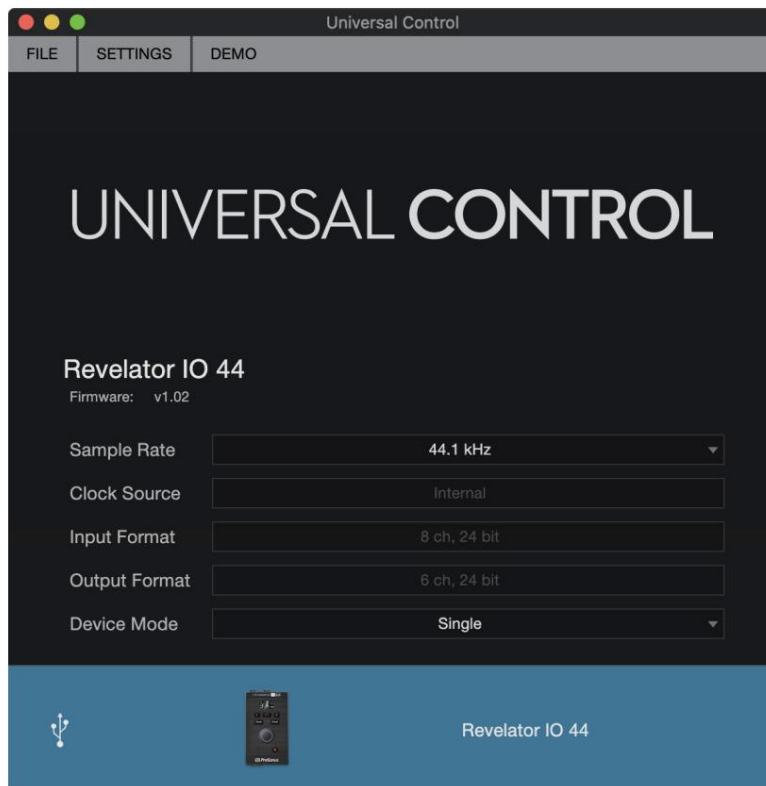 Universal Control
FILE SETTINGS DEMO
UNIVERSAL CONTROL
Revelator IO 44
Firmware: v1.02
Sample Rate 44.1 kHz
Clock Source Internal
Input Format 8 ch, 24 bit
Output Format 6 ch, 24 bit
Device Mode Single
PreSonus
Revelator IO 44